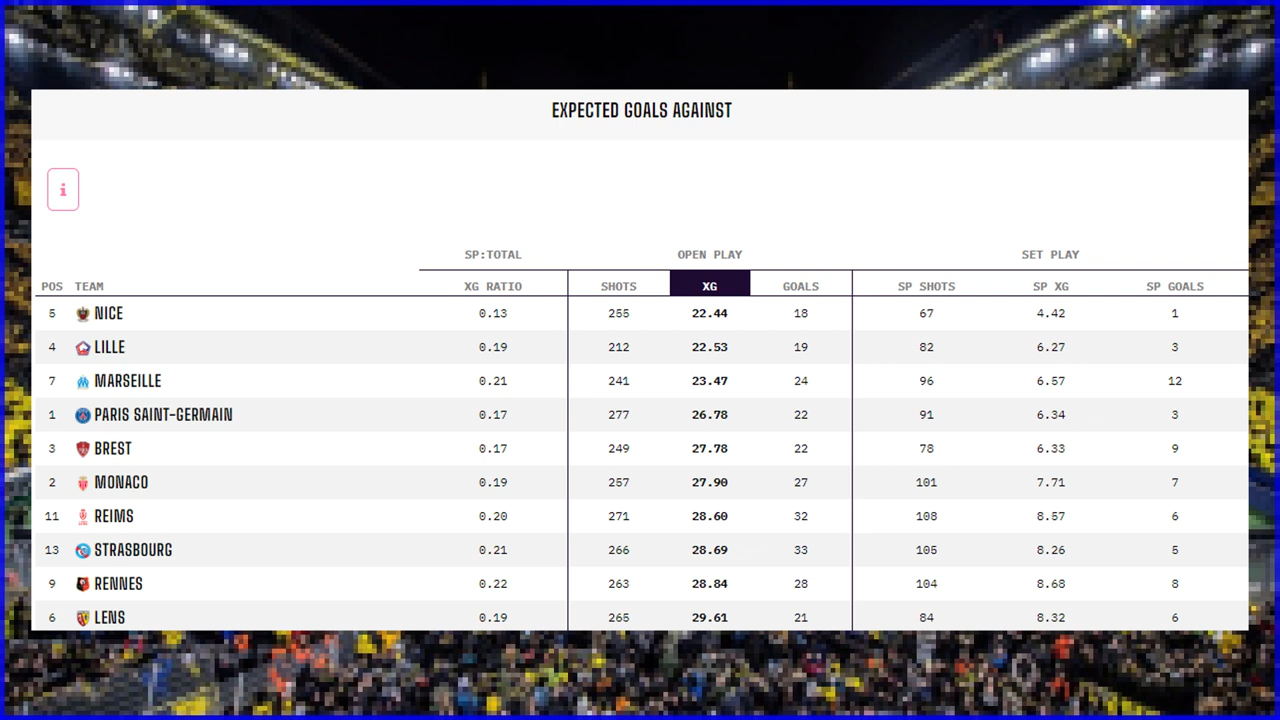 EXPECTED GOALS AGAINST
i
SP:TOTAL OPEN PLAY SET PLAY
POS TEAM XG RATIO SHOTS XG GOALS SP SHOTS SP XG SP GOALS
5 NICE 0.13 255 22.44 18 67 4.42 1
4 LILLE 0.19 212 22.53 19 82 6.27 3
7 MARSEILLE 0.21 241 23.47 24 96 6.57 12
1 PARIS SAINT-GERMAIN 0.17 277 26.78 22 91 6.34 3
3 BREST 0.17 249 27.78 22 78 6.33 9
2 MONACO 0.19 257 27.90 27 101 7.71 7
11 REIMS 0.20 271 28.60 32 108 8.57 6
13 STRASBOURG 0.21 266 28.69 33 105 8.26 5
9 RENNES 0.22 263 28.84 28 104 8.68 8
6 LENS 0.19 265 29.61 21 84 8.32 6